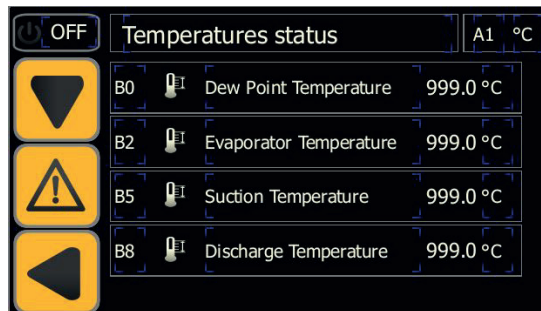 OFF Temperatures status A1 °C
B0 Dew Point Temperature 999.0 °C
B2 Evaporator Temperature 999.0 °C
B5 Suction Temperature 999.0 °C
B8 Discharge Temperature 999.0 °C